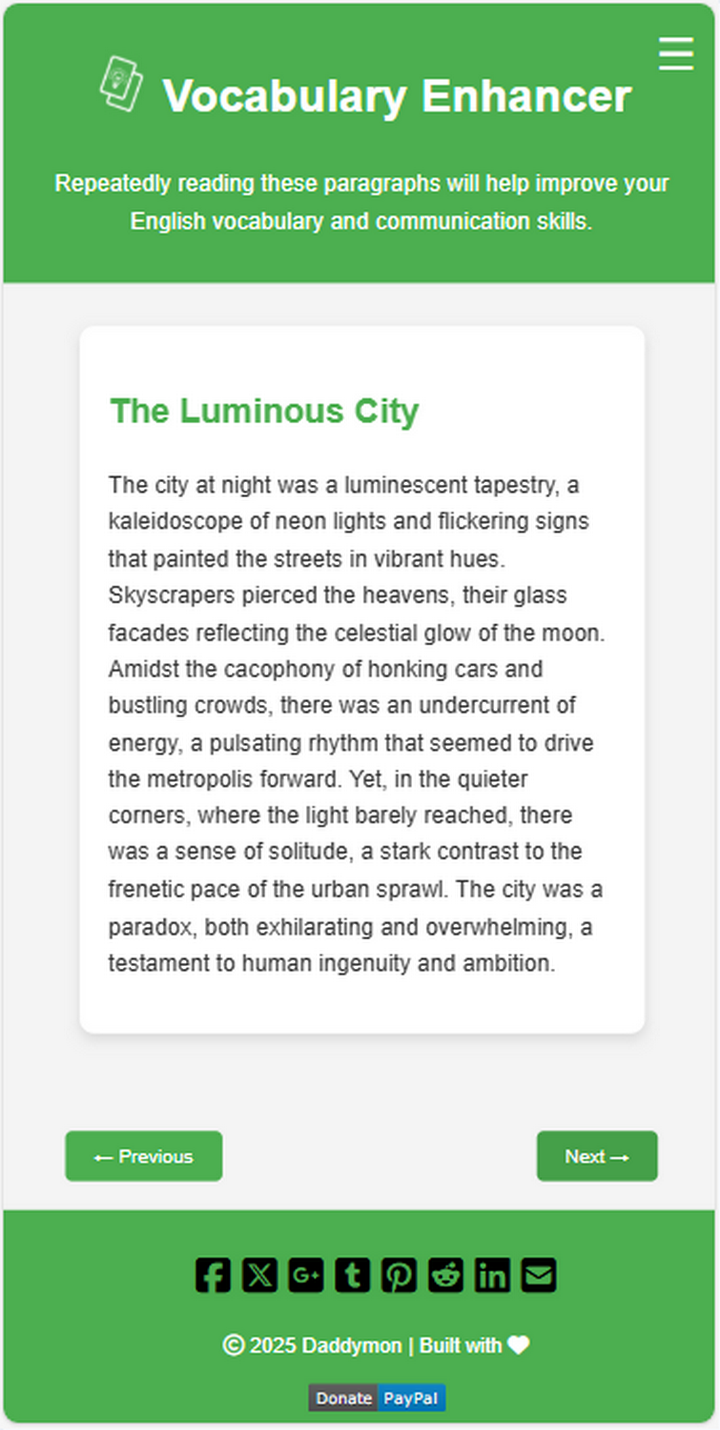 Vocabulary Enhancer
Repeatedly reading these paragraphs will help improve your
English vocabulary and communication skills.
The Luminous City
The city at night was a luminescent tapestry, a
kaleidoscope of neon lights and flickering signs
that painted the streets in vibrant hues.
Skyscrapers pierced the heavens, their glass
facades reflecting the celestial glow of the moon.
Amidst the cacophony of honking cars and
bustling crowds, there was an undercurrent of
energy, a pulsating rhythm that seemed to drive
the metropolis forward. Yet, in the quieter
corners, where the light barely reached, there
was a sense of solitude, a stark contrast to the
frenetic pace of the urban sprawl. The city was a
paradox, both exhilarating and overwhelming, a
testament to human ingenuity and ambition.
← Previous
Next →
© 2025 Daddymon | Built with ♥
Donate PayPal